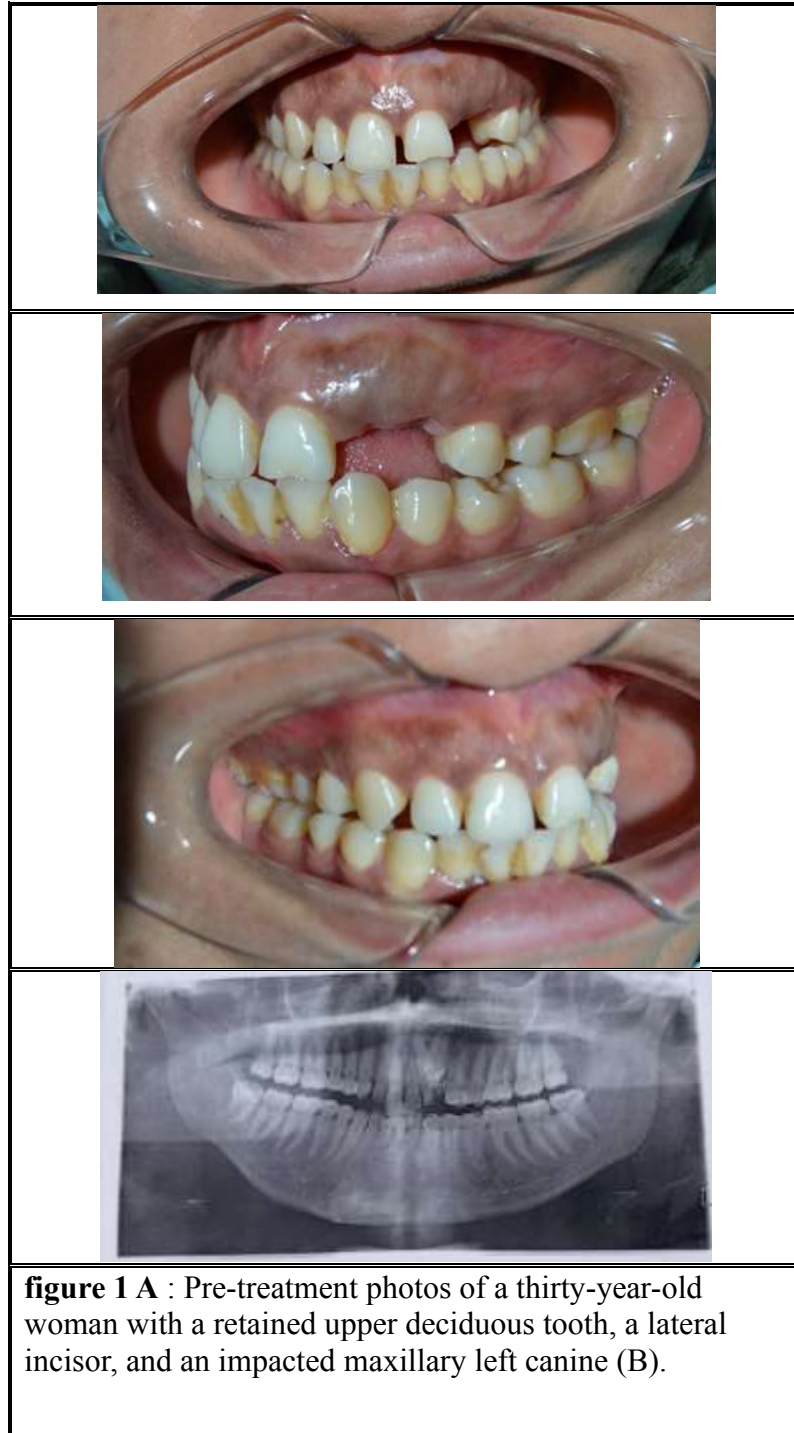 figure 1 A : Pre-treatment photos of a thirty-year-old
woman with a retained upper deciduous tooth, a lateral
incisor, and an impacted maxillary left canine (B).